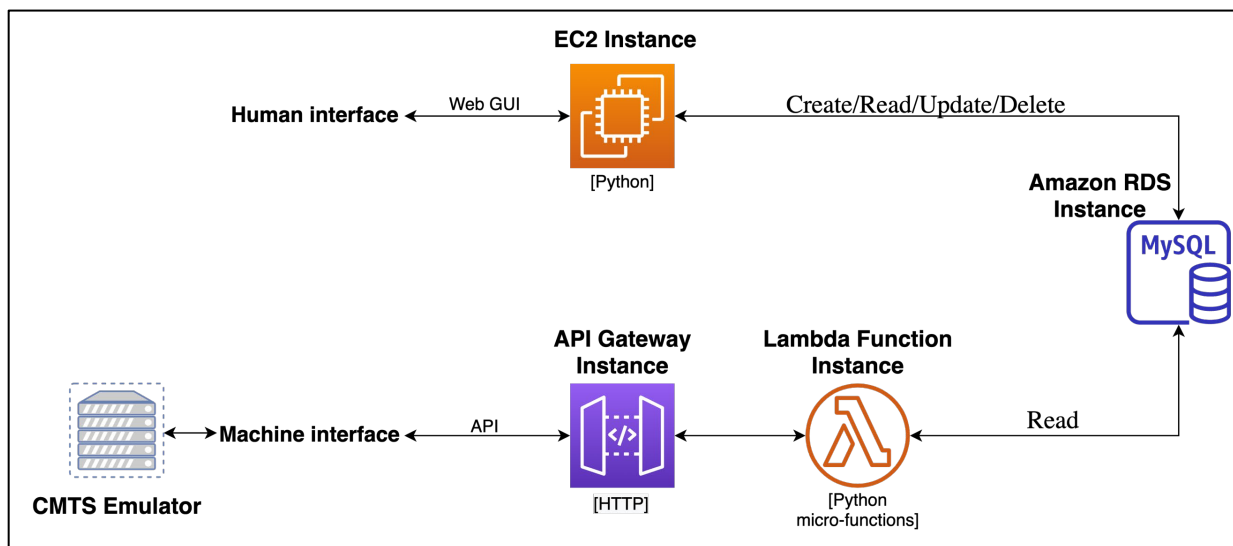 EC2 Instance
Human interface
Web GUI
Create/Read/Update/Delete
[Python]
Amazon RDS
Instance
MySQL
API Gateway
Instance
Lambda Function
Instance
</>
Machine interface
API
Read
CMTS Emulator
[HTTP]
[Python
micro-functions]